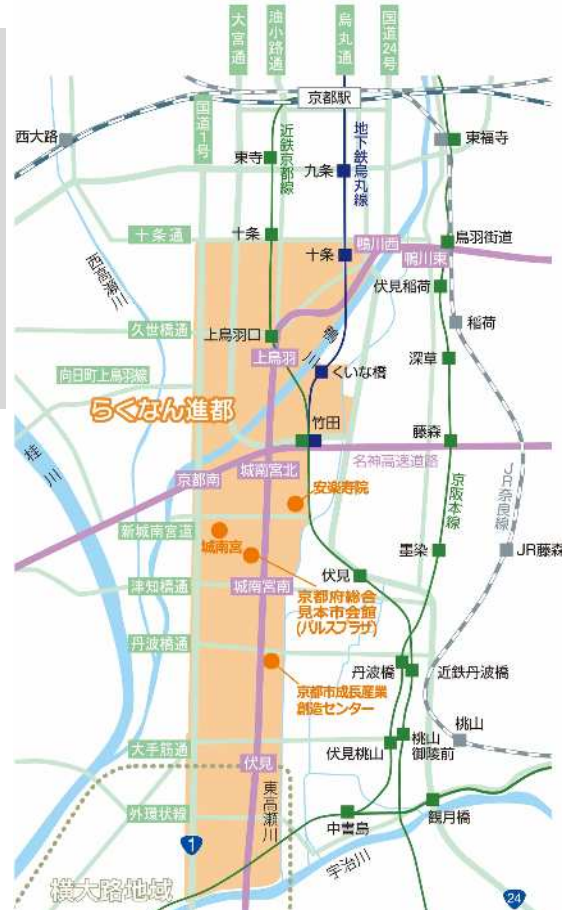 大宮通
油小路通
烏丸通
国道24号
京都駅
西大路
国道1号
近鉄京都線
地下鉄烏丸線
東寺
九条
東福寺
十条通
十条
十条
鴨川西
鴨川東
鳥羽街道
西高瀬川
伏見稲荷
稲荷
久世橋通
上鳥羽口
上鳥羽
鴨川
くいな橋
深草
向日町上鳥羽線
らくなん進都
竹田
藤森
桂川
京都南
城南宮北
名神高速道路
安楽寿院
京阪本線
JR奈良線
新城南宮道
城南宮
墨染
JR藤森
津知橋通
城南宮南
京都府総合
見本市会館
(パルスプラザ)
伏見
丹波橋通
丹波橋
近鉄丹波橋
京都市成長産業
創造センター
大手筋通
伏見
伏見桃山
桃山
御陵前
桃山
外環状線
東高瀬川
中書島
観月橋
1
宇治川
横大路地域
24